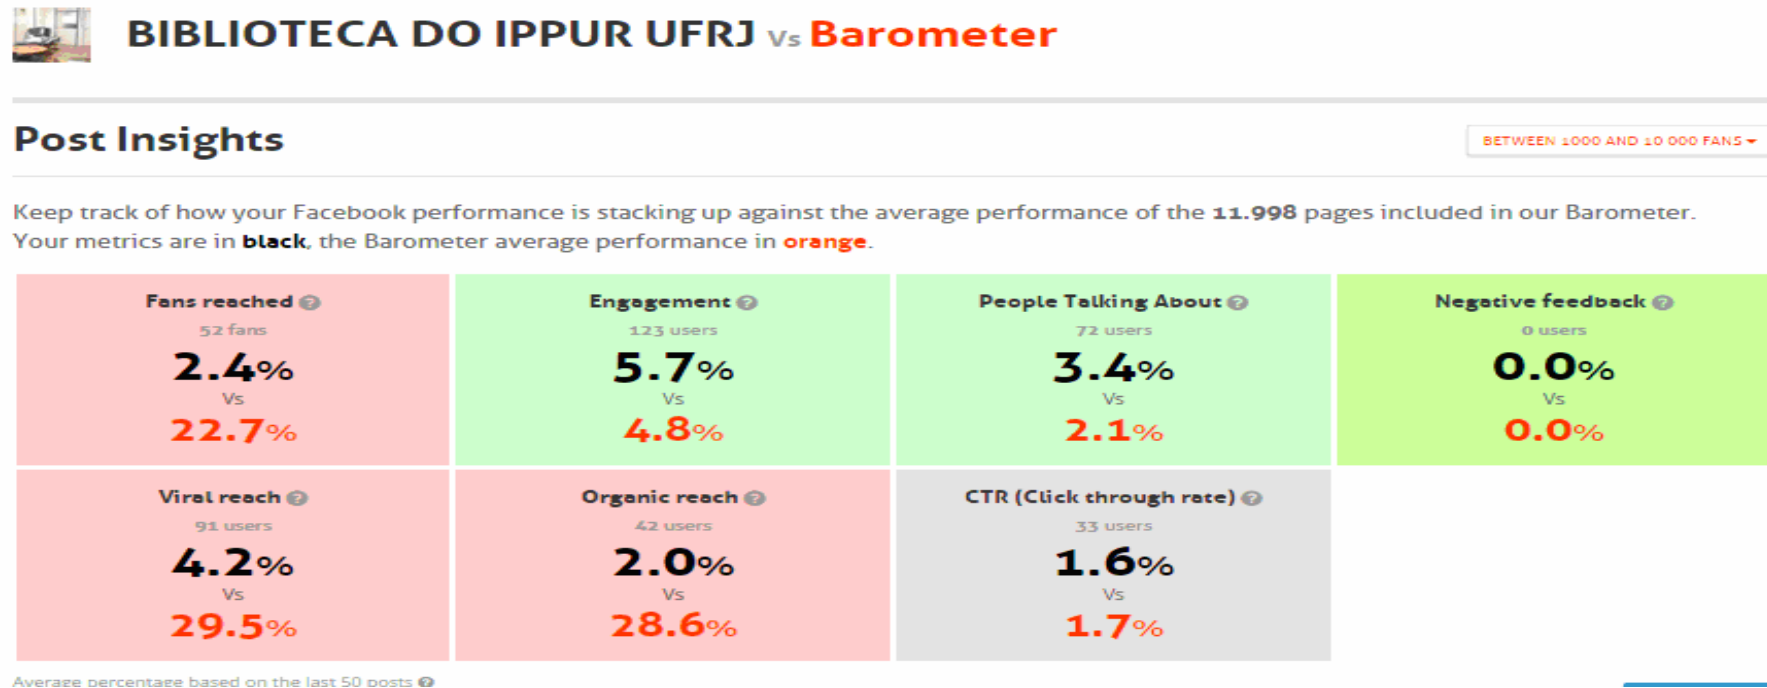 BIBLIOTECA DO IPPUR UFRJ Vs Barometer
Post Insights
BETWEEN 1000 AND 10 000 FANS
Keep track of how your Facebook performance is stacking up against the average performance of the 11.998 pages included in our Barometer.
Your metrics are in black, the Barometer average performance in orange.
Fans reached ?
52 fans
2.4%
Vs
22.7%
Engagement ?
123 users
5.7%
Vs
4.8%
People Talking About ?
72 users
3.4%
Vs
2.1%
Negative feedback ?
0 users
0.0%
Vs
0.0%
Viral reach ?
91 users
4.2%
Vs
29.5%
Organic reach ?
42 users
2.0%
Vs
28.6%
CTR (Click through rate) ?
33 users
1.6%
Vs
1.7%
Average percentage based on the last 50 posts ?